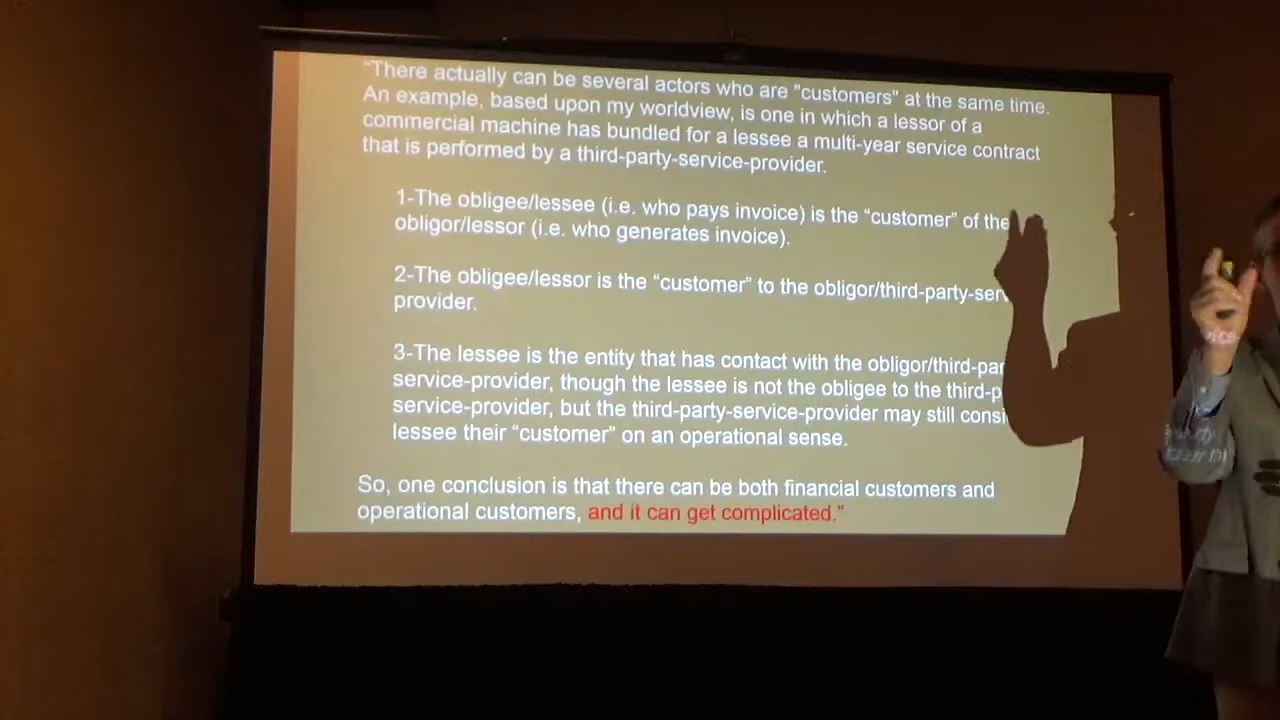 "There actually can be several actors who are "customers" at the same time.
An example, based upon my worldview, is one in which a lessor of a
commercial machine has bundled for a lessee a multi-year service contract
that is performed by a third-party-service-provider.
1-The obligee/lessee (i.e. who pays invoice) is the “customer” of the
obligor/lessor (i.e. who generates invoice).
2-The obligee/lessor is the “customer” to the obligor/third-party-ser
provider.
3-The lessee is the entity that has contact with the obligor/third-par
service-provider, though the lessee is not the obligee to the third-p
service-provider, but the third-party-service-provider may still consi
lessee their “customer” on an operational sense.
So, one conclusion is that there can be both financial customers and
operational customers, and it can get complicated.”